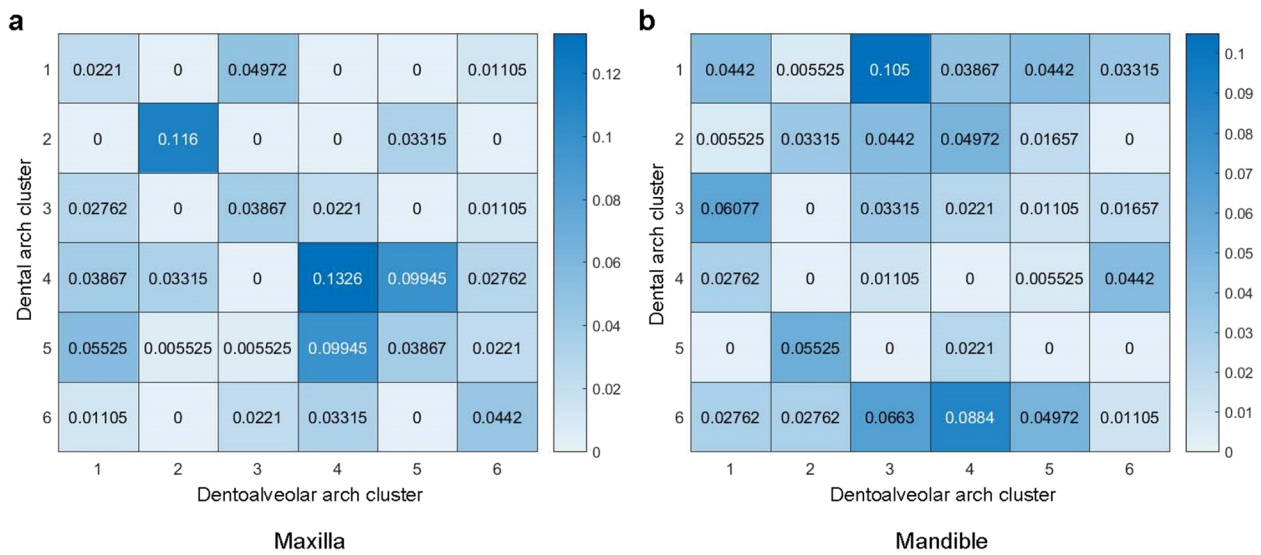 a
Dental arch cluster
1 0.0221 0 0.04972 0 0 0.01105
2 0 0.116 0 0 0.03315 0
3 0.02762 0 0.03867 0.0221 0 0.01105
4 0.03867 0.03315 0 0.1326 0.09945 0.02762
5 0.05525 0.005525 0.005525 0.09945 0.03867 0.0221
6 0.01105 0 0.0221 0.03315 0 0.0442
1 2 3 4 5 6
Dentoalveolar arch cluster
0.12
0.1
0.08
0.06
0.04
0.02
0
Maxilla
b
Dental arch cluster
1 0.0442 0.005525 0.105 0.03867 0.0442 0.03315
2 0.005525 0.03315 0.0442 0.04972 0.01657 0
3 0.06077 0 0.03315 0.0221 0.01105 0.01657
4 0.02762 0 0.01105 0 0.005525 0.0442
5 0 0.05525 0 0.0221 0 0
6 0.02762 0.02762 0.0663 0.0884 0.04972 0.01105
1 2 3 4 5 6
Dentoalveolar arch cluster
0.1
0.09
0.08
0.07
0.06
0.05
0.04
0.03
0.02
0.01
0
Mandible